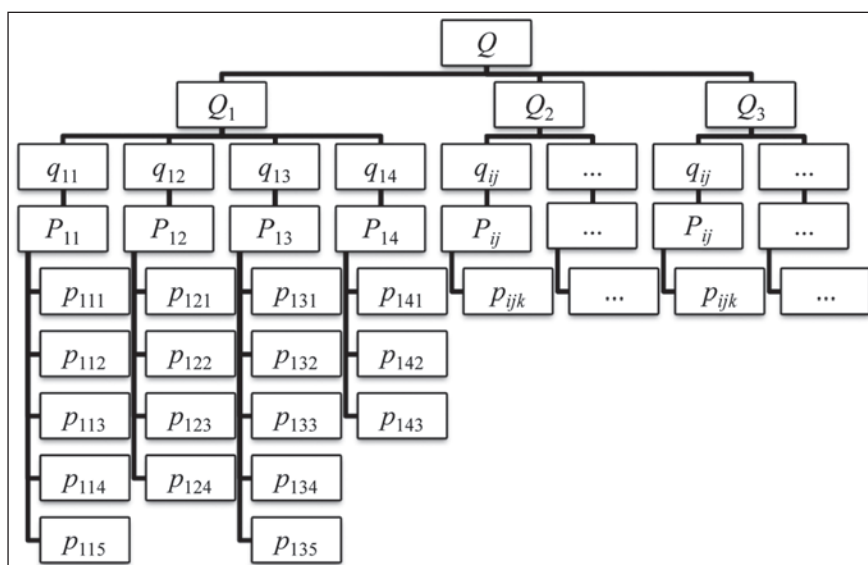 Q
Q₁ Q₂ Q₃
q₁₁ q₁₂ q₁₃ q₁₄ qᵢⱼ ... qᵢⱼ ...
P₁₁ P₁₂ P₁₃ P₁₄ Pᵢⱼ ... Pᵢⱼ ...
p₁₁₁ p₁₂₁ p₁₃₁ p₁₄₁ pᵢⱼₖ ... pᵢⱼₖ ...
p₁₁₂ p₁₂₂ p₁₃₂ p₁₄₂
p₁₁₃ p₁₂₃ p₁₃₃ p₁₄₃
p₁₁₄ p₁₂₄ p₁₃₄
p₁₁₅ p₁₃₅